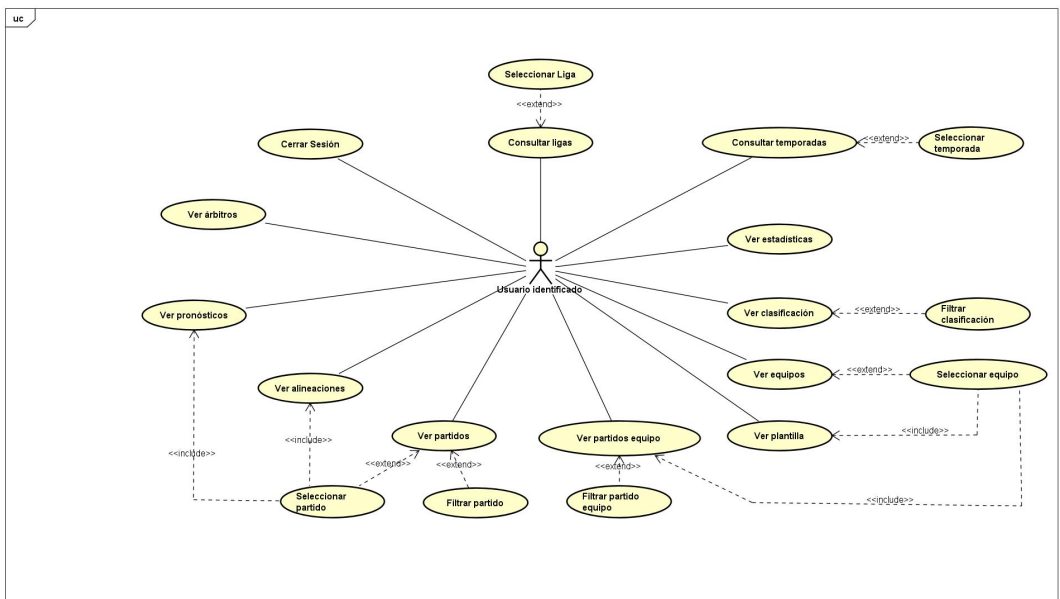 uc
Seleccionar Liga
<<extend>>
Cerrar Sesión
Consultar ligas
Consultar temporadas
<<extend>>
Seleccionar
temporada
Ver árbitros
Ver estadísticas
Usuario identificado
Ver pronósticos
Ver clasificación
<<extend>>
Filtrar
clasificación
Ver alineaciones
Ver equipos
<<extend>>
Seleccionar equipo
Ver partidos
Ver partidos equipo
Ver plantilla
<<include>>
<<include>>
<<include>>
<<extend>>
<<extend>>
<<extend>>
Seleccionar
partido
Filtrar partido
Filtrar partido
equipo
<<include>>